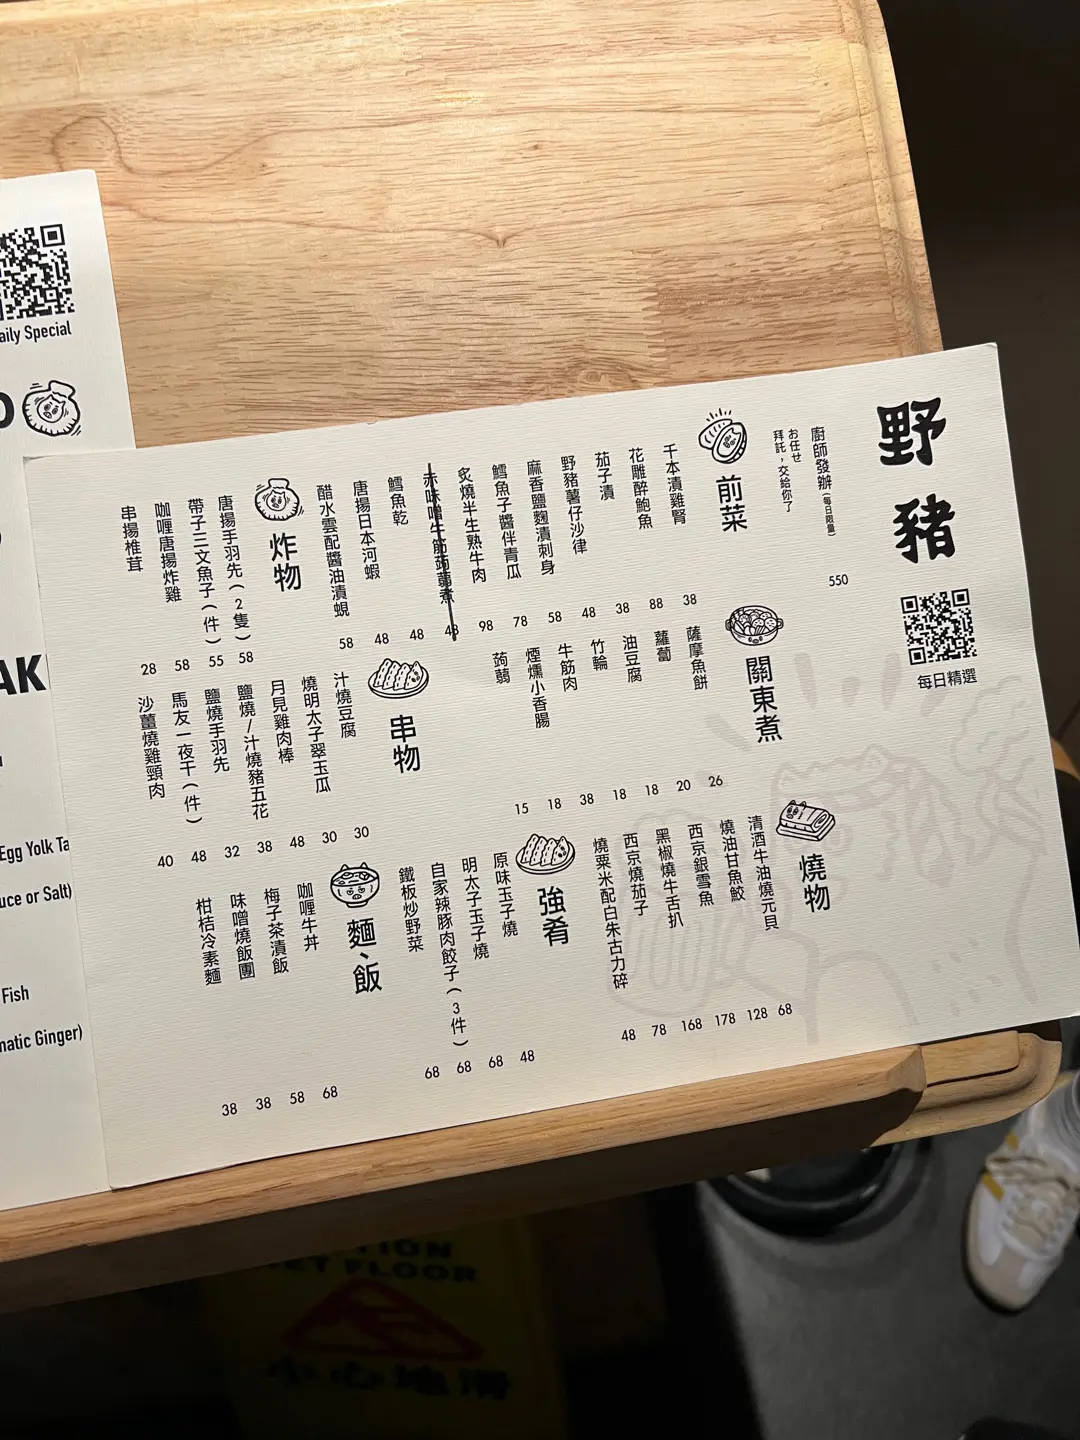 野豬
每日精選
廚師發辦(每日限量)
お任せ
拜託，交給你了
550
前菜
千本漬雞腎
38
花雕醉鮑魚
88
茄子漬
38
野豬薯仔沙律
48
麻香鹽麴漬刺身
58
鱈魚子醬伴青瓜
78
炙燒半生熟牛肉
98
赤味噌牛筋蒟蒻煮
48
鱈魚乾
48
唐揚日本河蝦
48
醋水雲配醬油漬蜆
58
炸物
唐揚手羽先(2隻)
58
帶子三文魚子(件)
55
咖喱唐揚炸雞
58
串揚椎茸
28
關東煮
薩摩魚餅
26
蘿蔔
20
油豆腐
18
竹輪
18
牛筋肉
38
煙燻小香腸
18
蒟蒻
15
串物
汁燒豆腐
30
燒明太子翠玉瓜
30
月見雞肉棒
48
鹽燒/汁燒豬五花
38
鹽燒手羽先
32
馬友一夜干(件)
48
沙薑燒雞頸肉
40
燒物
清酒牛油燒元貝
68
燒油甘魚鮫
128
西京銀雪魚
178
黑椒燒牛舌扒
168
西京燒茄子
78
燒粟米配白朱古力碎
48
強肴
原味玉子燒
48
明太子玉子燒
68
自家辣豚肉餃子(3件)
68
鐵板炒野菜
68
麵、飯
咖喱牛丼
68
梅子茶漬飯
58
味噌燒飯團
38
柑桔冷素麵
38
aily Special
AK
Egg Yolk Ta
uce or Salt)
Fish
matic Ginger)
TION
WET FLOOR
小心地滑